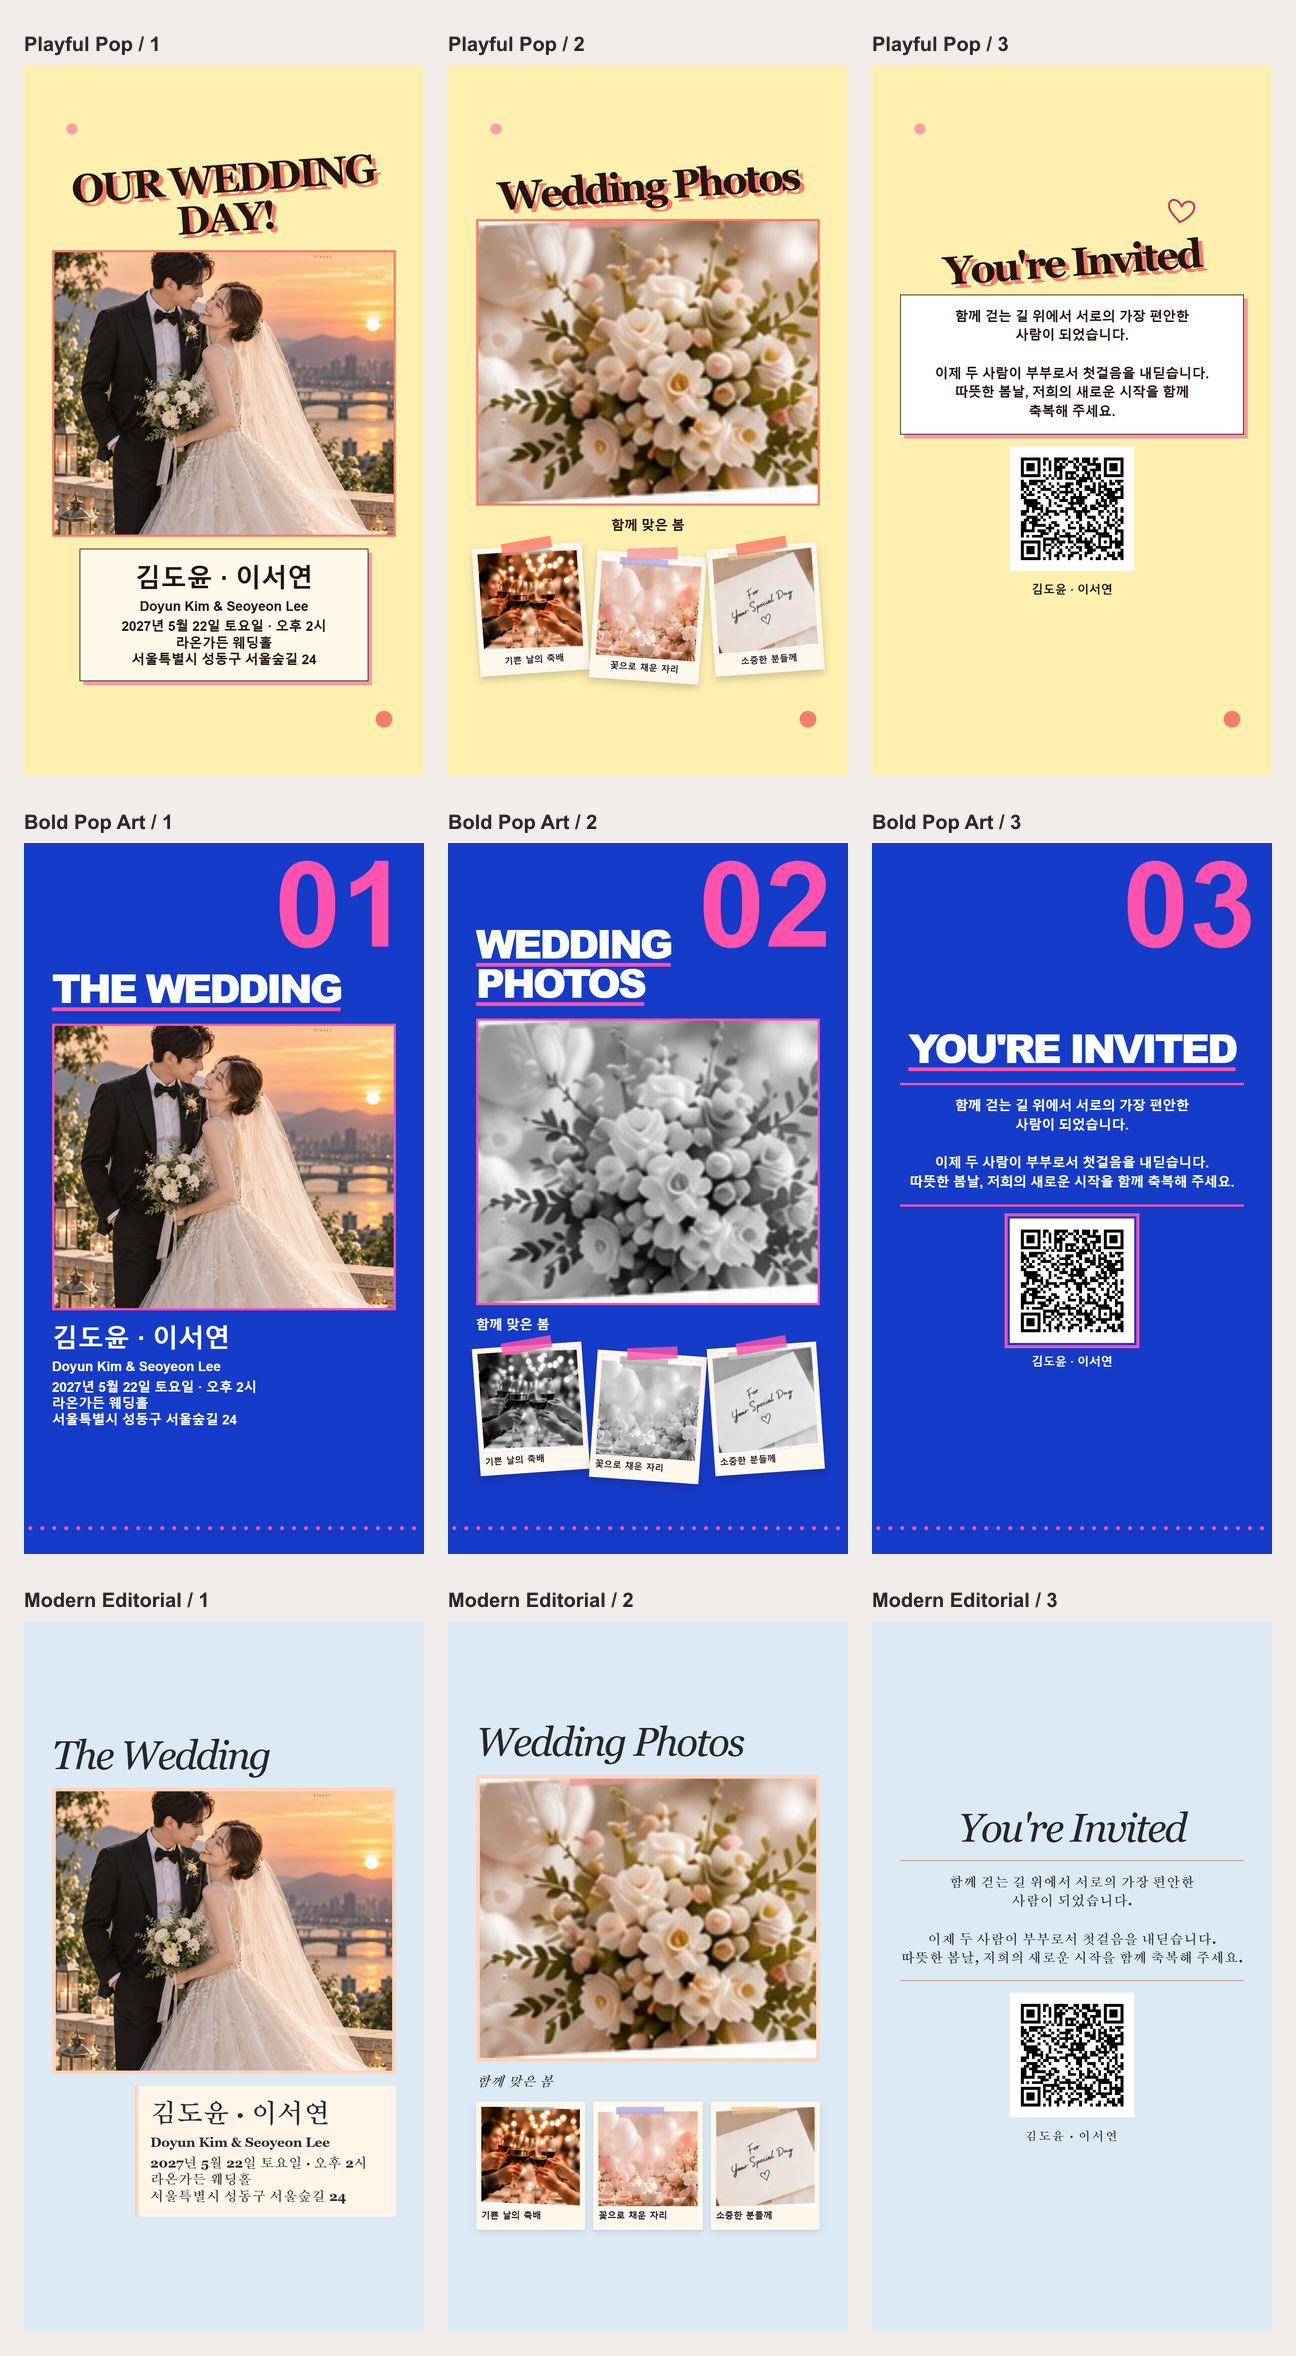 Playful Pop / 1
OUR WEDDING
DAY!
Always
김도윤 · 이서연
Doyun Kim & Seoyeon Lee
2027년 5월 22일 토요일 · 오후 2시
라온가든 웨딩홀
서울특별시 성동구 서울숲길 24
Playful Pop / 2
Wedding Photos
함께 맞은 봄
기쁜 날의 축배
꽃으로 채운 자리
For
Your Special Day
소중한 분들께
Playful Pop / 3
You're Invited
함께 걷는 길 위에서 서로의 가장 편안한
사람이 되었습니다.
이제 두 사람이 부부로서 첫걸음을 내딛습니다.
따뜻한 봄날, 저희의 새로운 시작을 함께
축복해 주세요.
김도윤 · 이서연
Bold Pop Art / 1
01
THE WEDDING
Always
김도윤 · 이서연
Doyun Kim & Seoyeon Lee
2027년 5월 22일 토요일 · 오후 2시
라온가든 웨딩홀
서울특별시 성동구 서울숲길 24
Bold Pop Art / 2
02
WEDDING
PHOTOS
함께 맞은 봄
기쁜 날의 축배
꽃으로 채운 자리
For
Your Special Day
소중한 분들께
Bold Pop Art / 3
03
YOU'RE INVITED
함께 걷는 길 위에서 서로의 가장 편안한
사람이 되었습니다.
이제 두 사람이 부부로서 첫걸음을 내딛습니다.
따뜻한 봄날, 저희의 새로운 시작을 함께 축복해 주세요.
김도윤 · 이서연
Modern Editorial / 1
The Wedding
Always
김도윤 · 이서연
Doyun Kim & Seoyeon Lee
2027년 5월 22일 토요일 · 오후 2시
라온가든 웨딩홀
서울특별시 성동구 서울숲길 24
Modern Editorial / 2
Wedding Photos
함께 맞은 봄
기쁜 날의 축배
꽃으로 채운 자리
For
Your Special Day
소중한 분들께
Modern Editorial / 3
You're Invited
함께 걷는 길 위에서 서로의 가장 편안한
사람이 되었습니다.
이제 두 사람이 부부로서 첫걸음을 내딛습니다.
따뜻한 봄날, 저희의 새로운 시작을 함께 축복해 주세요.
김도윤 · 이서연